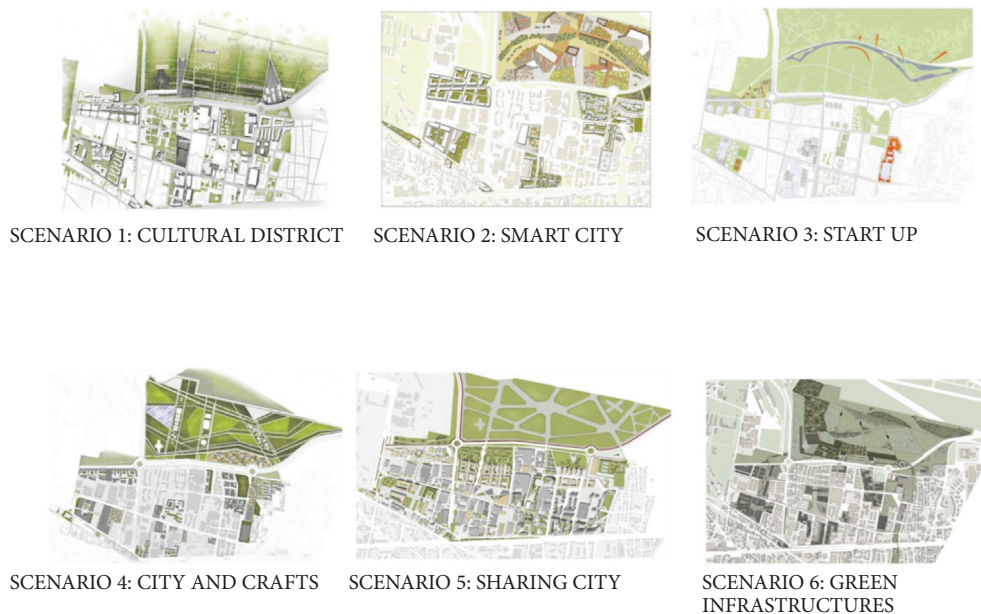 SCENARIO 1: CULTURAL DISTRICT
SCENARIO 2: SMART CITY
SCENARIO 3: START UP
SCENARIO 4: CITY AND CRAFTS
SCENARIO 5: SHARING CITY
SCENARIO 6: GREEN
INFRASTRUCTURES